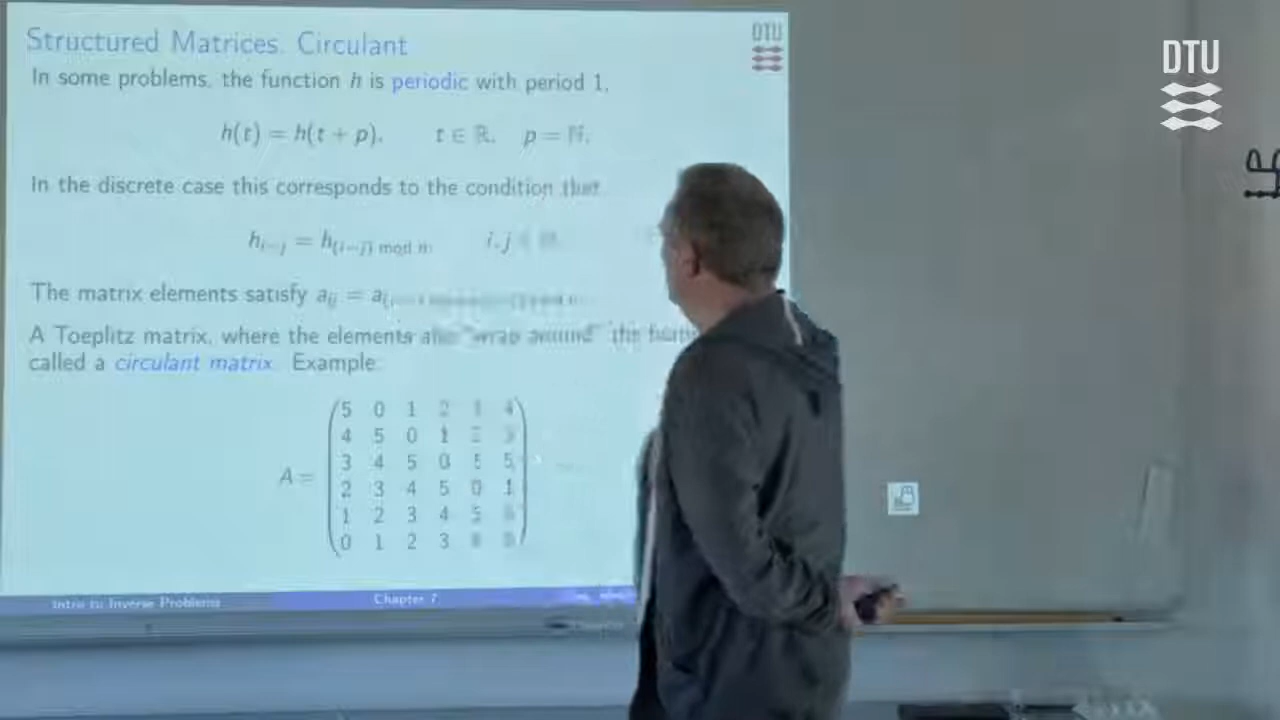 Structured Matrices. Circulant
DTU
DTU
In some problems, the function h is periodic with period 1,
h(t) = h(t + p), t ∈ ℝ, p = ℕ.
In the discrete case this corresponds to the condition that
h_{i−j} = h_{(i−j) mod n}, i, j
The matrix elements satisfy a_{ij} = a
A Toeplitz matrix, where the elements also "wrap around"
called a circulant matrix. Example:
5 0 1 2 4
4 5 0 1
A = 3 4 5 0
2 3 4 5 0 1
1 2 3 4 5
0 1 2 3
Intro to Inverse Problems Chapter 7